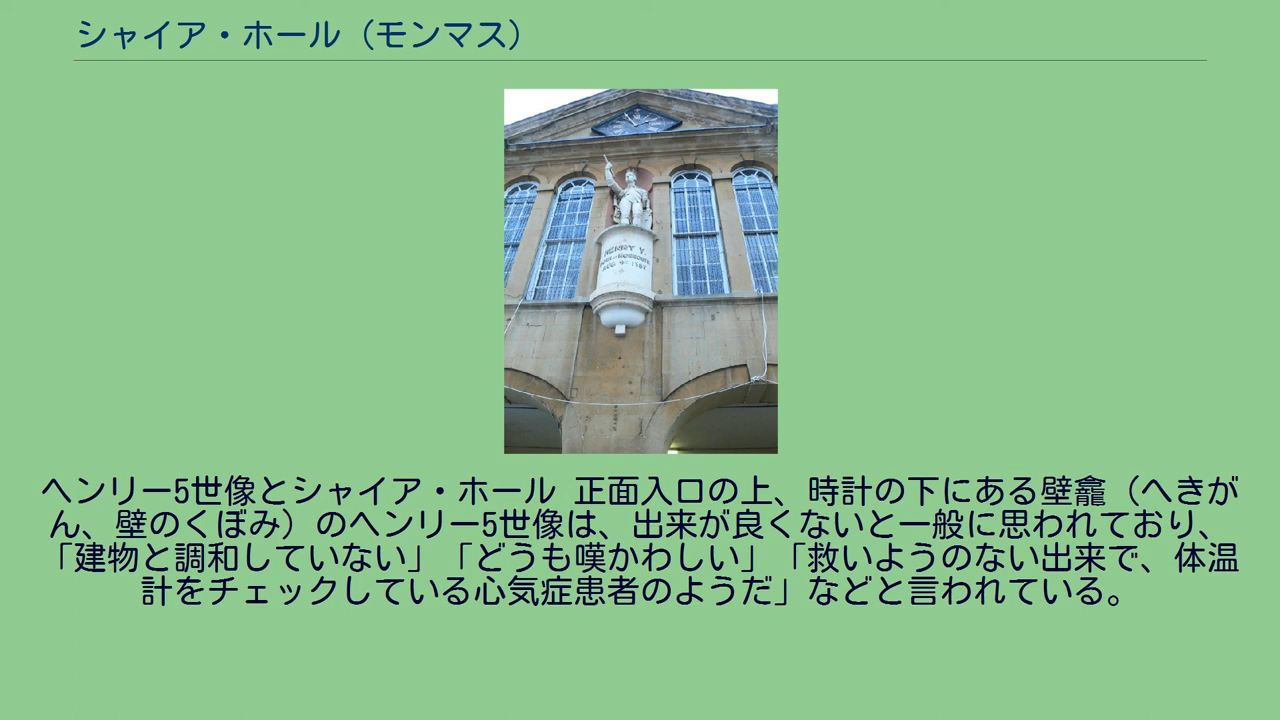 シャイア・ホール（モンマス）
HENRY V.
BORN AT MONMOUTH
AUG 9TH 1387
ヘンリー5世像とシャイア・ホール 正面入口の上、時計の下にある壁龕（へきが
ん、壁のくぼみ）のヘンリー5世像は、出来が良くないと一般に思われており、
「建物と調和していない」「どうも嘆かわしい」「救いようのない出来で、体温
計をチェックしている心気症患者のようだ」などと言われている。